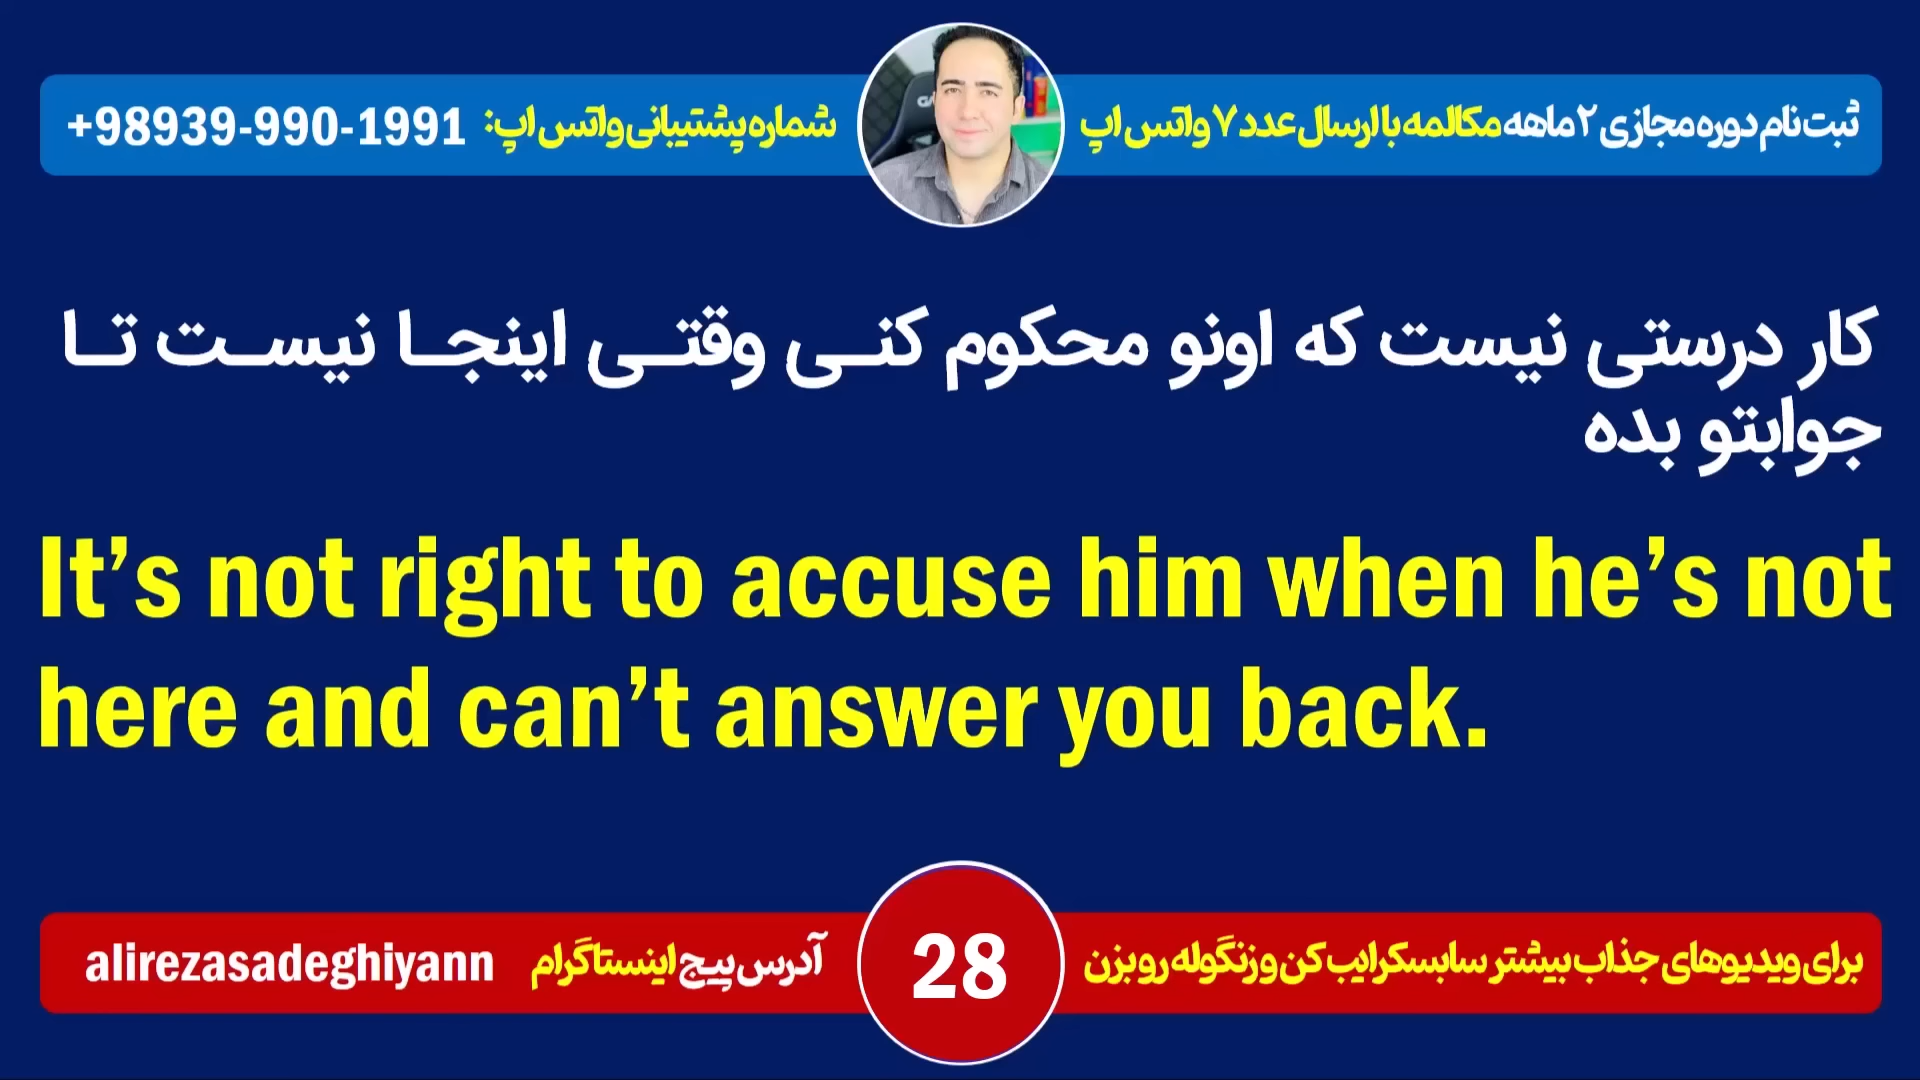 ثبت نام دوره مجازی ۲ ماهه مکالمه با ارسال عدد ۷ واتس اپ
شماره پشتیبانی واتس اپ: +98939-990-1991
کار درستی نیست که اونو محکوم کنی وقتی اینجا نیست تا
جوابتو بده
It’s not right to accuse him when he’s not
here and can’t answer you back.
برای ویدیوهای جذاب بیشتر سابسکرایب کن و زنگوله رو بزن
28
آدرس پیج اینستاگرام alirezasadeghiyann